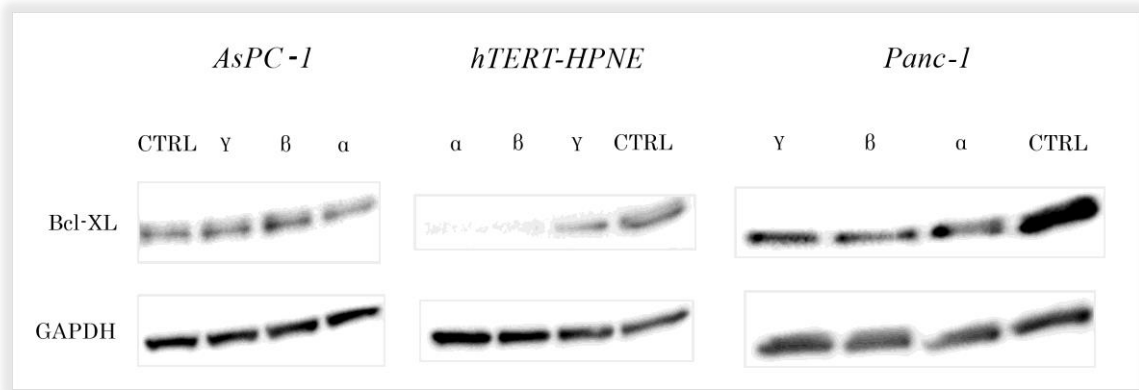 AsPC-1 hTERT-HPNE Panc-1
CTRL γ β α α β γ CTRL γ β α CTRL
Bcl-XL
GAPDH